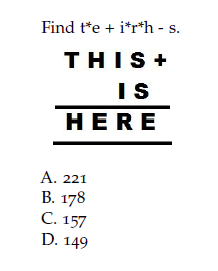 Find t*e + i*r*h - s.
THIS+
IS
HERE
A. 221
B. 178
C. 157
D. 149